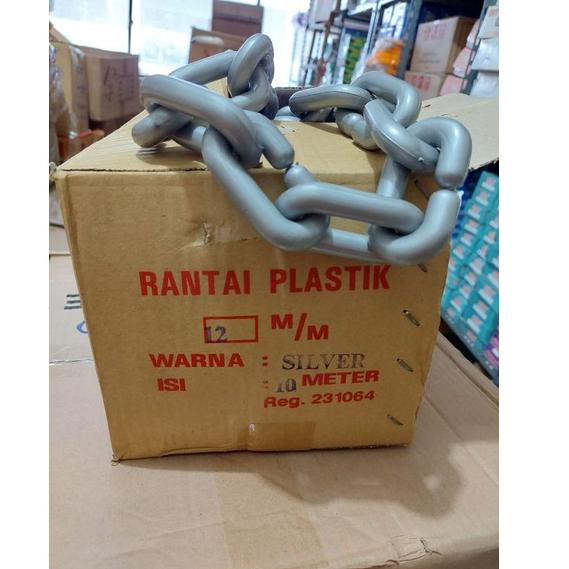 RANTAI PLASTIK
12 M/M
WARNA : SILVER
ISI : 10 METER
Reg. 231064